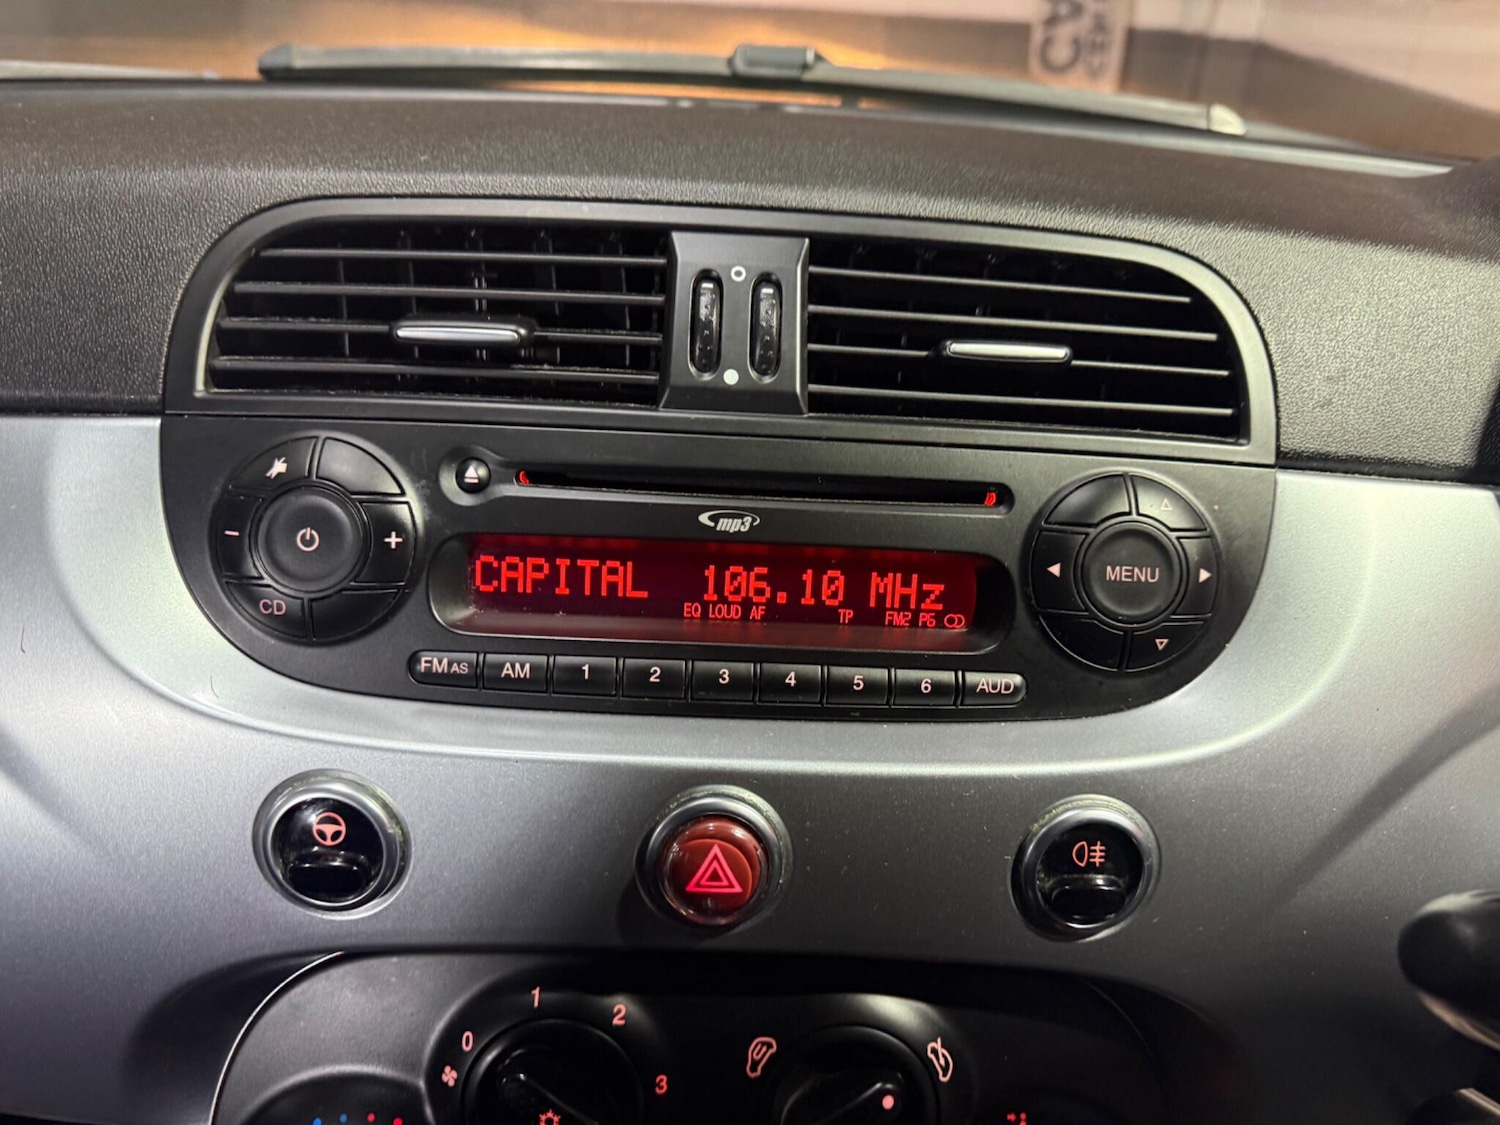 CA
mp3
CAPITAL 106.10 MHz
EQ LOUD AF TP FM2 P6
- +
CD
MENU
FM AS AM 1 2 3 4 5 6 AUD
0 1 2 3